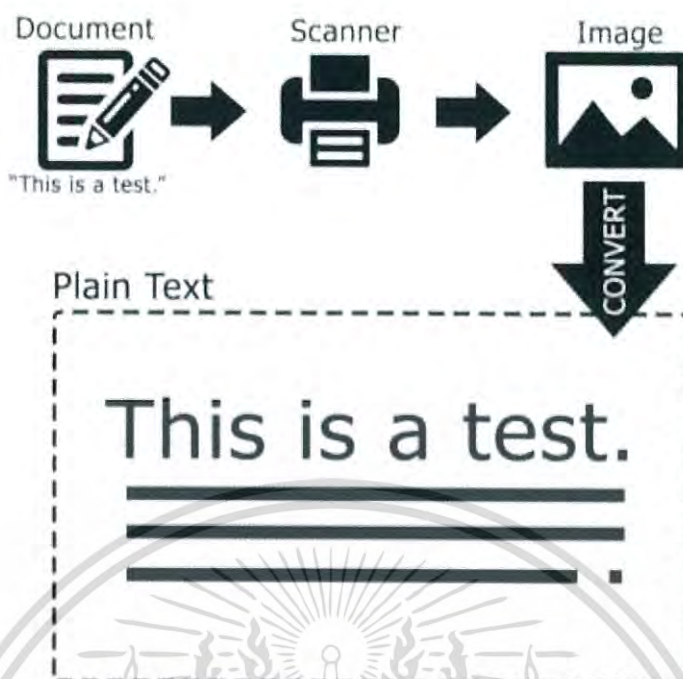 Document
Scanner
Image
"This is a test."
CONVERT
Plain Text
This is a test.